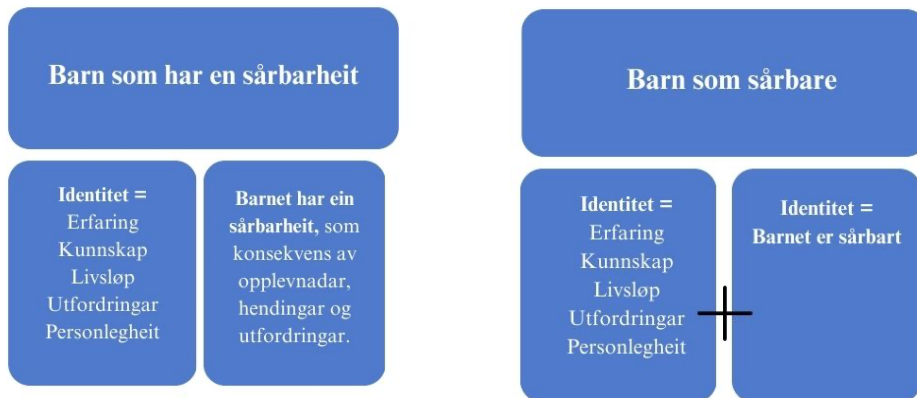 Barn som har en sårbarheit
Identitet =
Erfaring
Kunnskap
Livsløp
Utfordringar
Personlegheit
Barnet har ein
sårbarheit, som
konsekvens av
opplevnadar,
hendingar og
utfordringar.
Barn som sårbare
Identitet =
Erfaring
Kunnskap
Livsløp
Utfordringar
Personlegheit
Identitet =
Barnet er sårbart